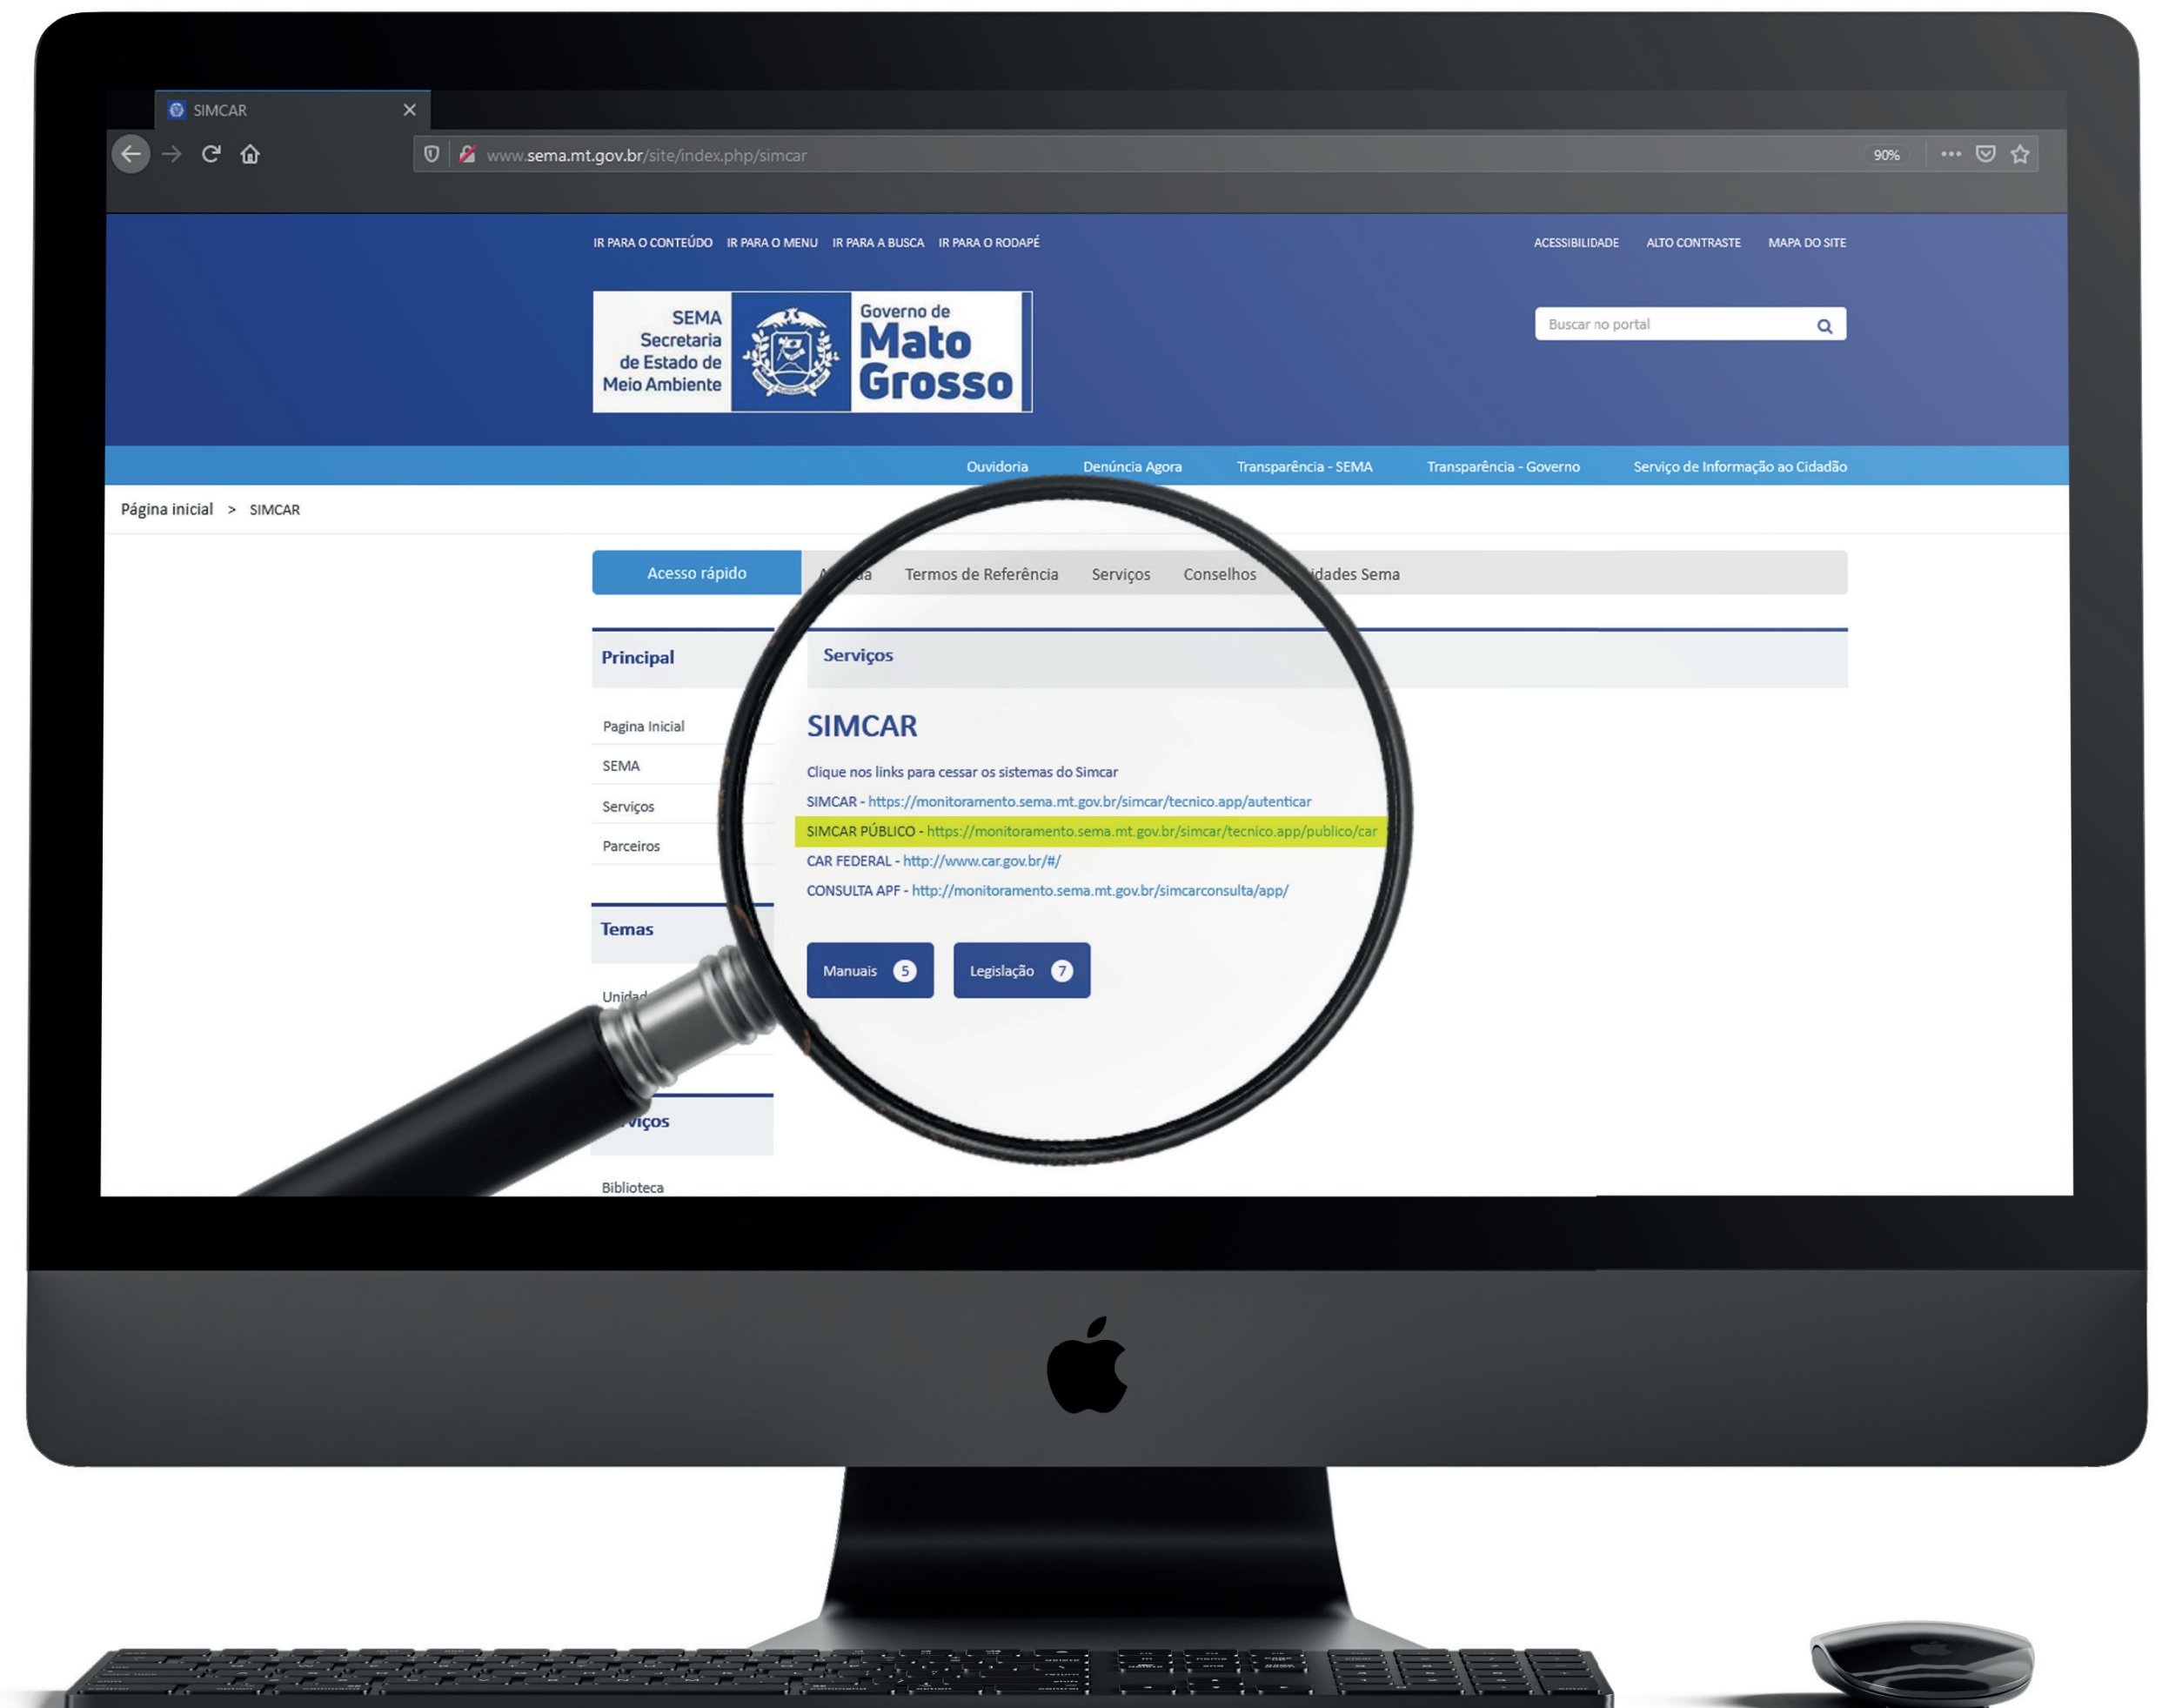 SIMCAR
www.sema.mt.gov.br/site/index.php/simcar
90%
IR PARA O CONTEÚDO IR PARA O MENU IR PARA A BUSCA IR PARA O RODAPÉ
ACESSIBILIDADE ALTO CONTRASTE MAPA DO SITE
SEMA
Secretaria
de Estado de
Meio Ambiente
Governo de
Mato
Grosso
Buscar no portal
Ouvidoria Denúncia Agora Transparência - SEMA Transparência - Governo Serviço de Informação ao Cidadão
Página inicial > SIMCAR
Acesso rápido Termos de Referência Serviços Conselhos Sema
Principal
Pagina Inicial
SEMA
Serviços
Parceiros
Temas
Biblioteca
Serviços
SIMCAR
Clique nos links para cessar os sistemas do Simcar
SIMCAR - https://monitoramento.sema.mt.gov.br/simcar/tecnico.app/autenticar
SIMCAR PÚBLICO - https://monitoramento.sema.mt.gov.br/simcar/tecnico.app/publico/car
CAR FEDERAL - http://www.car.gov.br/#/
CONSULTA APF - http://monitoramento.sema.mt.gov.br/simcarconsulta/app/
Manuais 5 Legislação 7